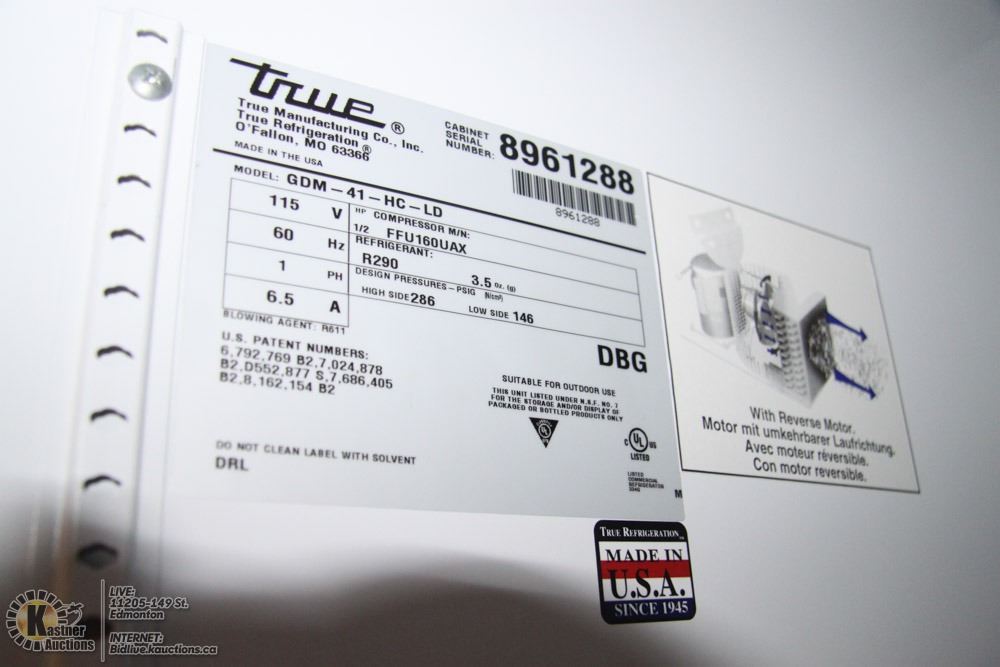 true ®
True Manufacturing Co., Inc.
True Refrigeration ®
O'Fallon, MO 63366
MADE IN THE USA
CABINET
SERIAL
NUMBER: 8961288
8961288
MODEL: GDM-41-HC-LD
115 V
60 Hz
1 PH
6.5 A
HP COMPRESSOR M/N:
1/2 FFU160UAX
REFRIGERANT:
R290 3.5 Oz. (g)
DESIGN PRESSURES-PSIG (N/cm²)
HIGH SIDE 286 LOW SIDE 146
BLOWING AGENT: R611
DBG
U.S. PATENT NUMBERS:
6,792,769 B2,7,024,878
B2,D552,877 S,7,686,405
B2,8,162,154 B2
SUITABLE FOR OUTDOOR USE
THIS UNIT LISTED UNDER N.S.F. NO. 7
FOR THE STORAGE AND/OR DISPLAY OF
PACKAGED OR BOTTLED PRODUCTS ONLY
UL
C UL US
LISTED
LISTED
COMMERCIAL
REFRIGERATOR
DO NOT CLEAN LABEL WITH SOLVENT
DRL
M
With Reverse Motor.
Motor mit umkehrbarer Laufrichtung.
Avec moteur réversible.
Con motor reversible.
TRUE REFRIGERATION
MADE IN
U.S.A.
SINCE 1945
Kastner
Auctions
LIVE:
11205-149 St.
Edmonton
INTERNET:
Bidlive.kauctions.ca